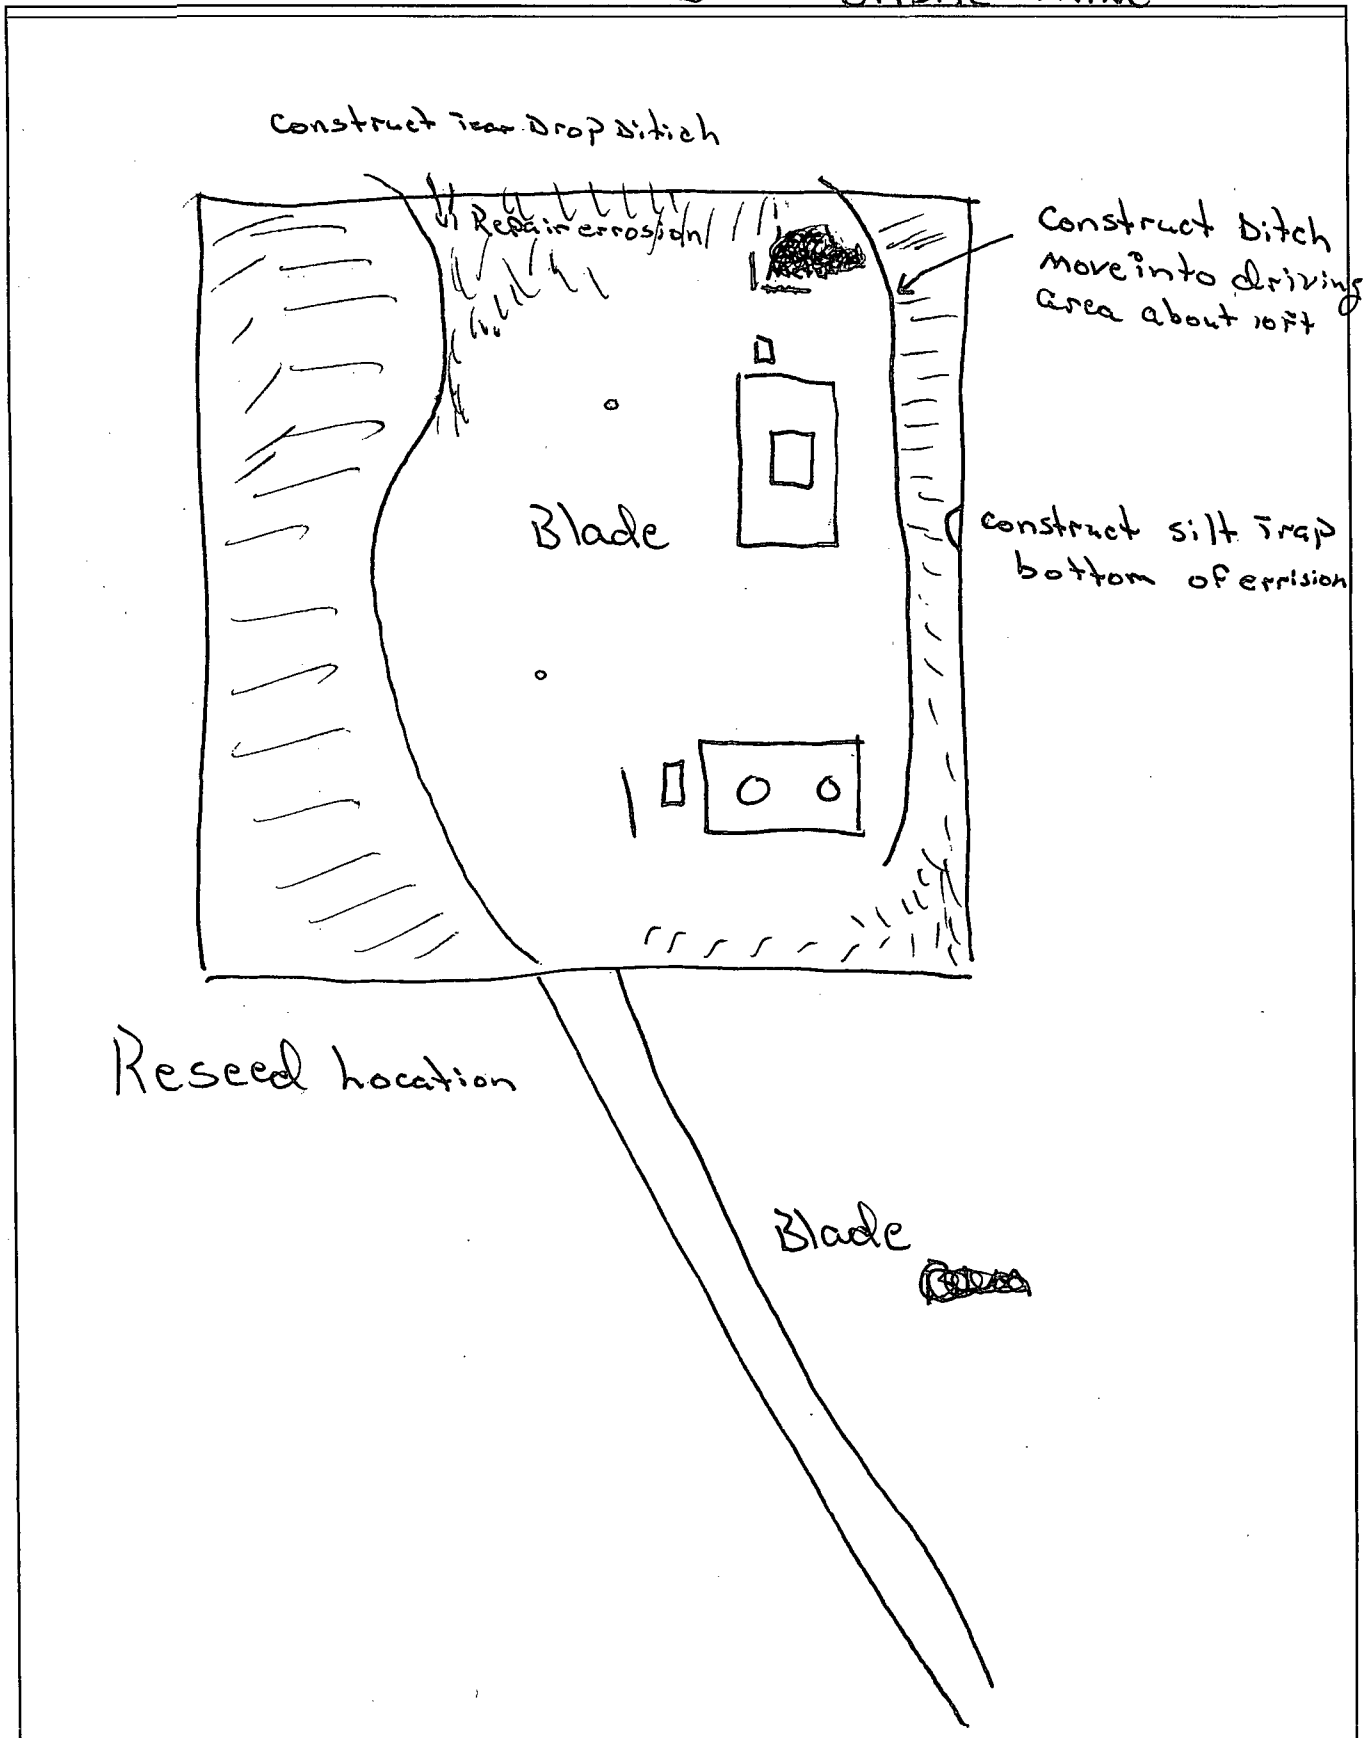 Construct Tear Drop Ditich
Repair errosion
Construct Ditch
move into driving
area about 10ft
Blade
construct silt Trap
bottom of errision
Reseed Location
Blade